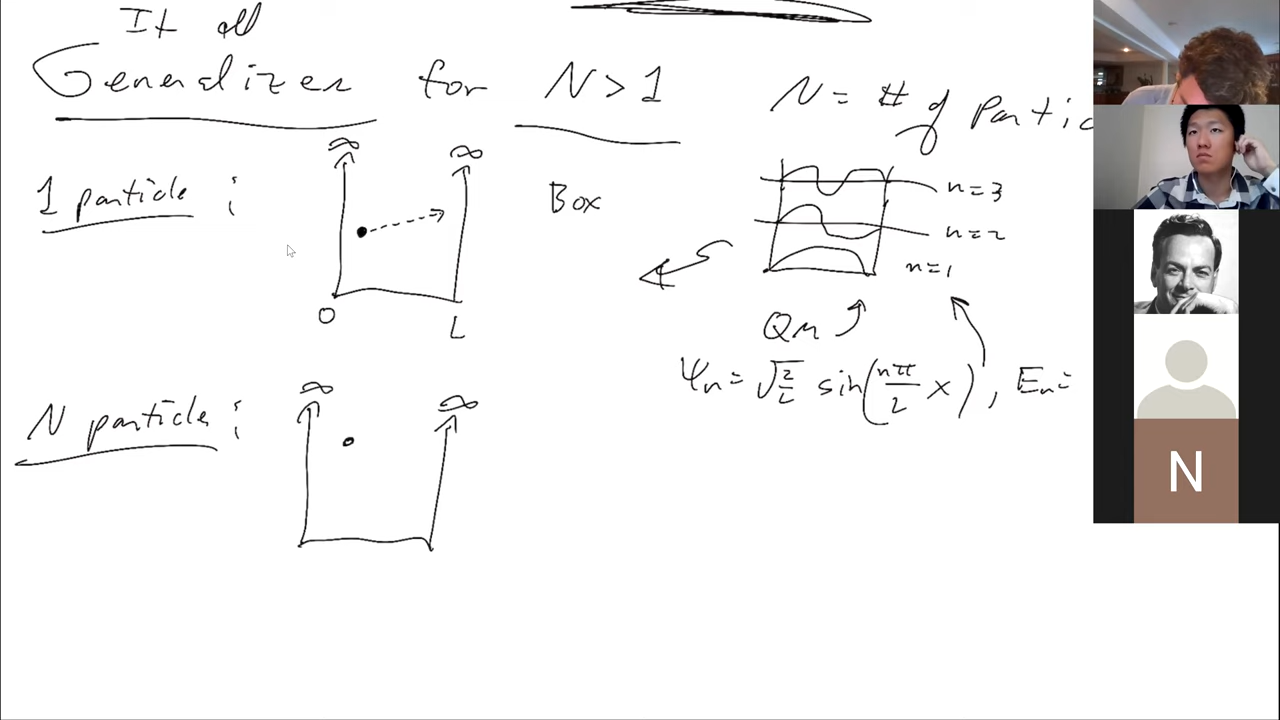 It all
Generalizes for N > 1
N = # of partic
1 particle :
∞ ∞
Box
0 L
n=3
n=2
n=1
QM
Ψn = √2/L sin(nπ/2 x), En =
N particle :
∞ ∞
N